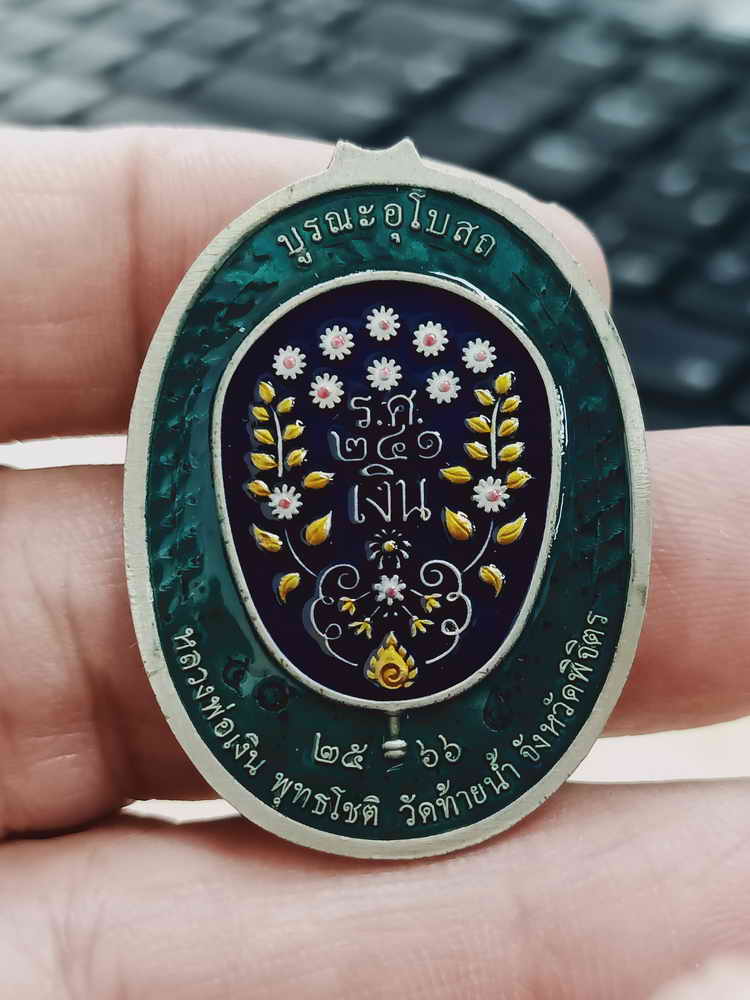 บูรณะอุโบสถ
ร.ศ.
๒๔๑
เงิน
๒๕ ๖๖
หลวงพ่อเงิน พุทธโชติ วัดท้ายน้ำ จังหวัดพิจิตร